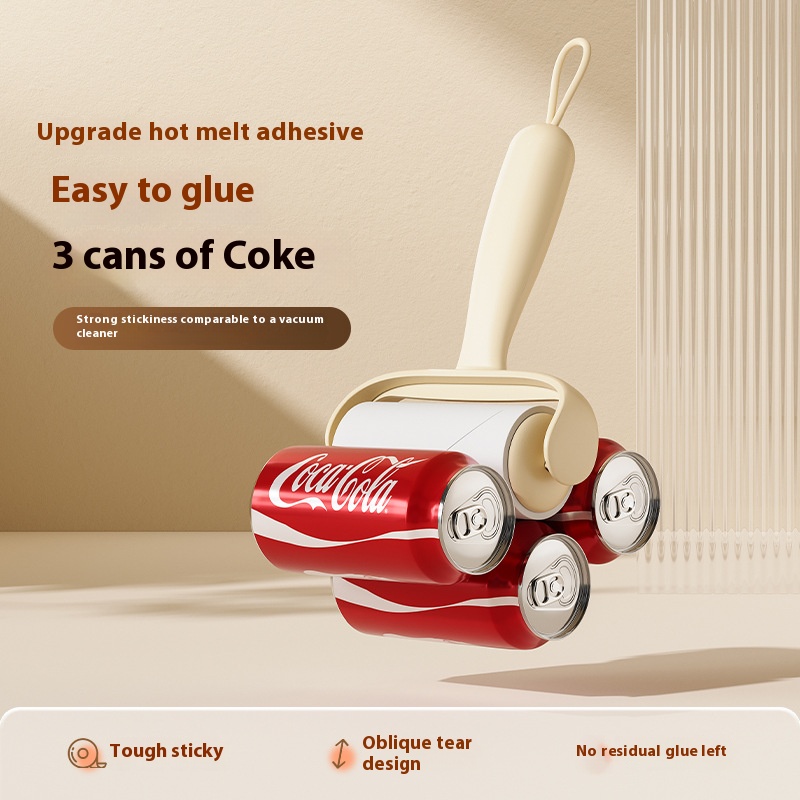 Upgrade hot melt adhesive
Easy to glue
3 cans of Coke
Strong stickiness comparable to a vacuum
cleaner
Coca-Cola
Tough sticky
Oblique tear
design
No residual glue left